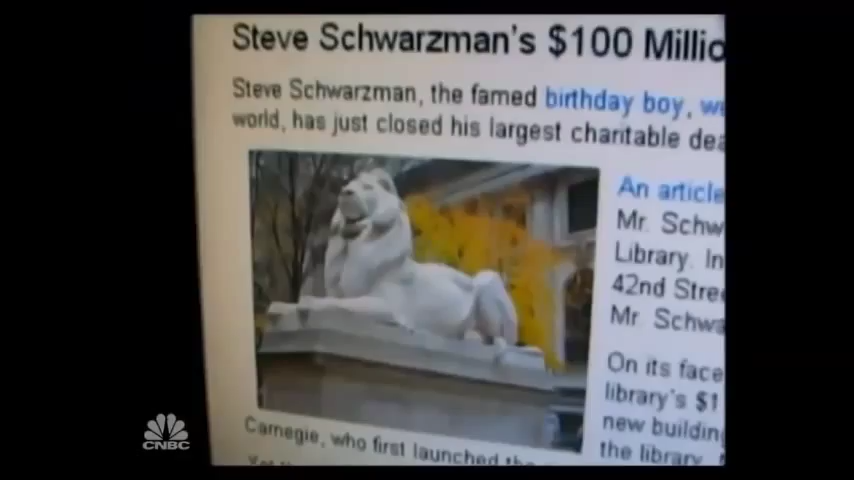 Steve Schwarzman's $100 Millio
Steve Schwarzman, the famed birthday boy, we
world, has just closed his largest charitable dea
An article
Mr. Schw
Library. In
42nd Stree
Mr. Schwa
On its face
library's $1
new building
the library,
Carnegie, who first launched the
CNBC